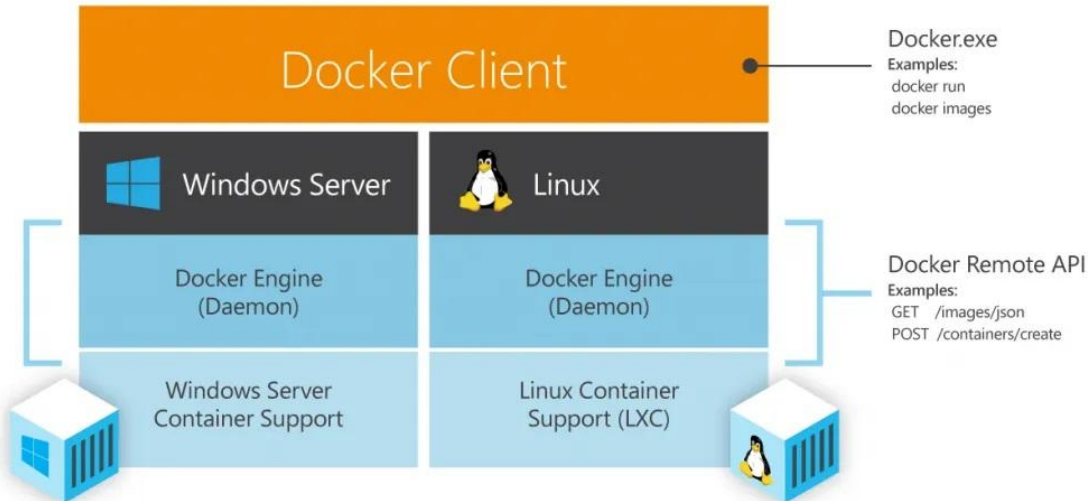 Docker Client
Docker.exe
Examples:
docker run
docker images
Windows Server
Linux
Docker Engine
(Daemon)
Docker Engine
(Daemon)
Docker Remote API
Examples:
GET /images/json
POST /containers/create
Windows Server
Container Support
Linux Container
Support (LXC)